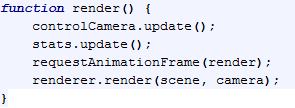 function render() {
    controlCamera.update();
    stats.update();
    requestAnimationFrame(render);
    renderer.render(scene, camera);
}